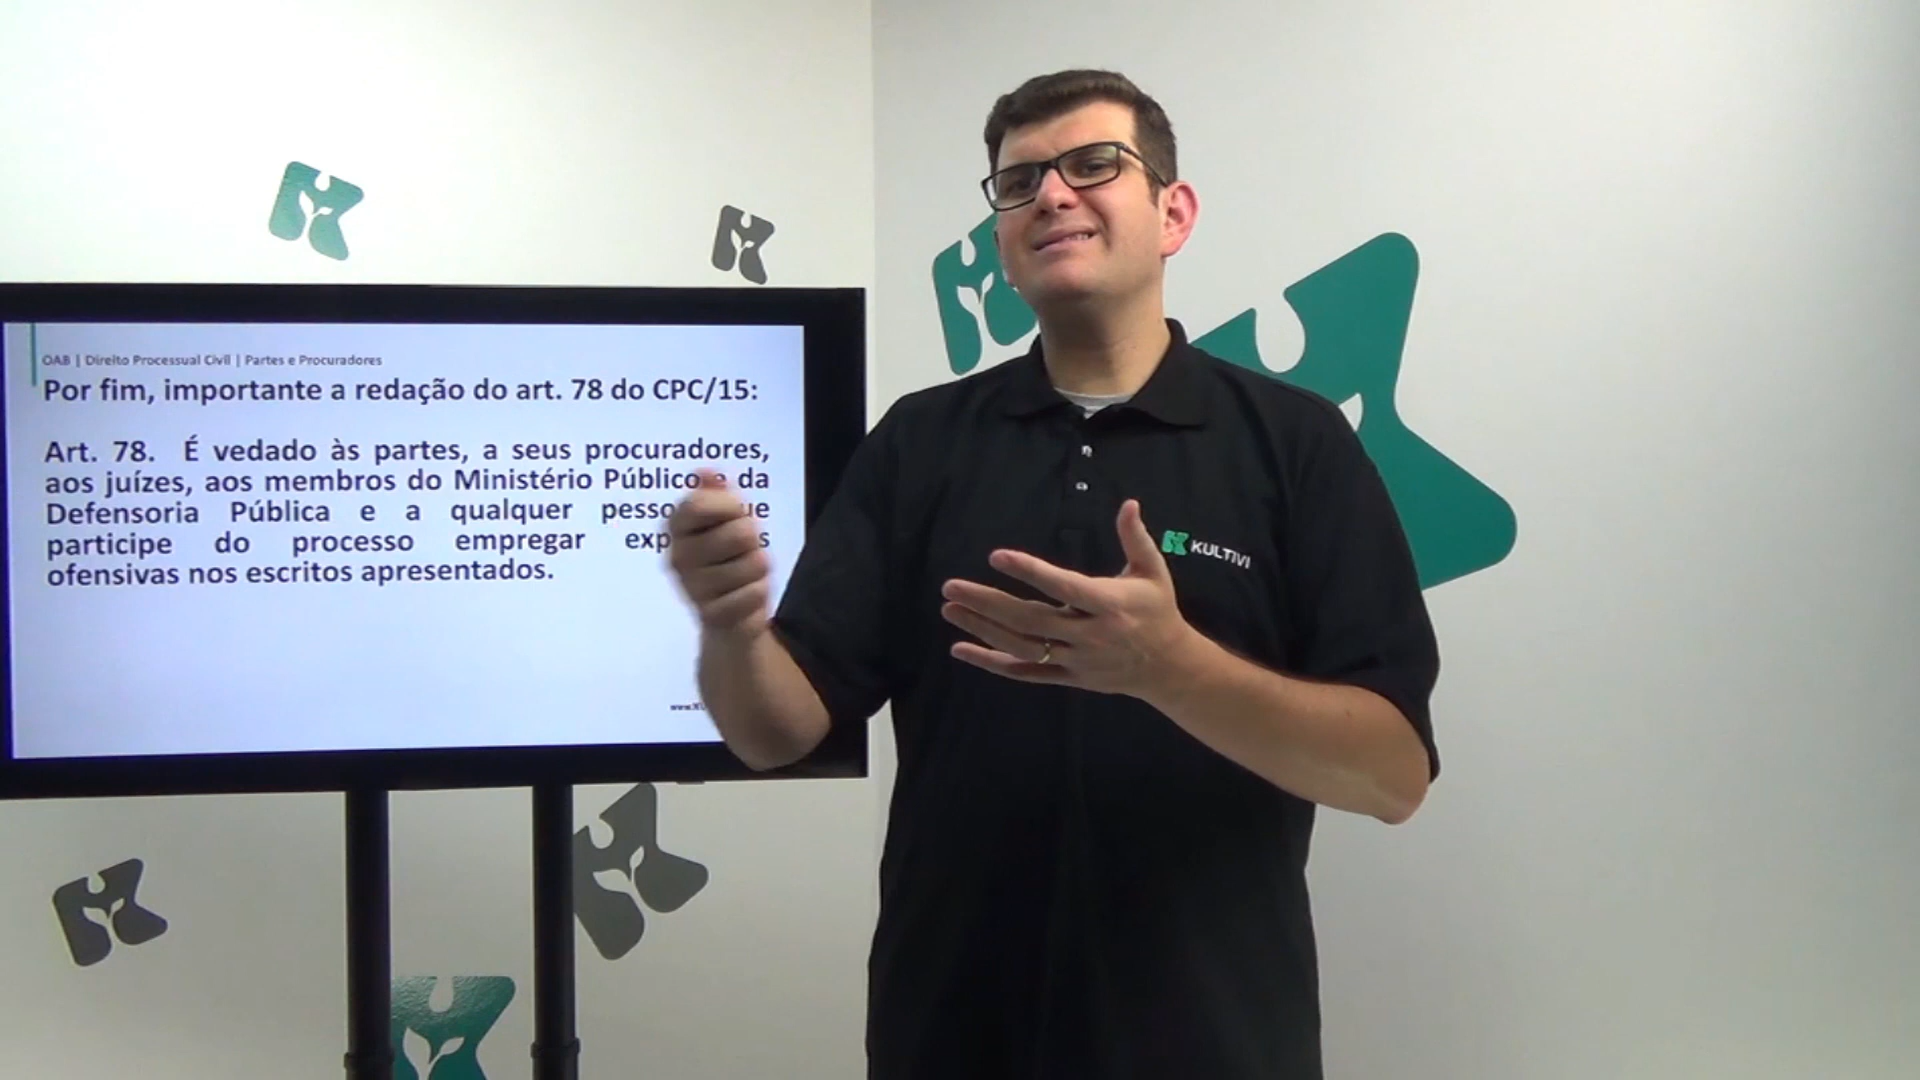 OAB | Direito Processual Civil | Partes e Procuradores
Por fim, importante a redação do art. 78 do CPC/15:
Art. 78. É vedado às partes, a seus procuradores,
aos juízes, aos membros do Ministério Público e da
Defensoria Pública e a qualquer
participe do processo empregar
ofensivas nos escritos apresentados.
KULTIVI